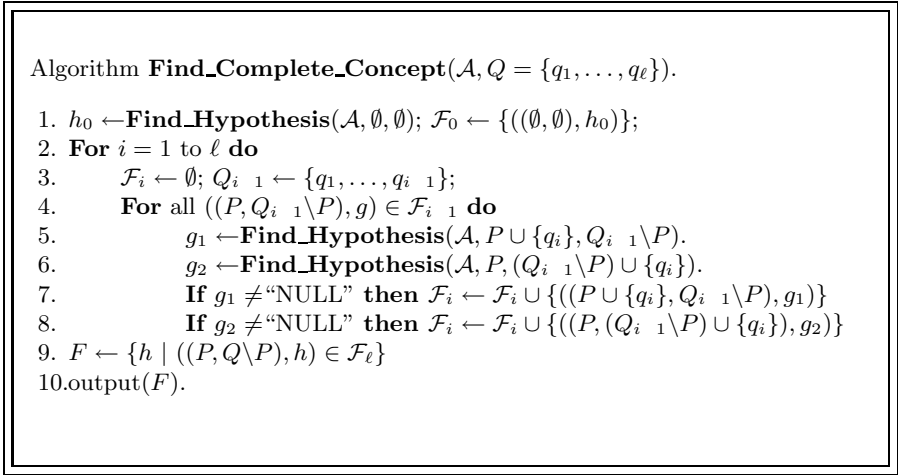 Algorithm Find_Complete_Concept(𝒜, Q = {q₁, . . . , q_ℓ}).
1. h₀ ←Find_Hypothesis(𝒜, ∅, ∅); ℱ₀ ← {((∅, ∅), h₀)};
2. For i = 1 to ℓ do
3. ℱᵢ ← ∅; Qᵢ ₁ ← {q₁, . . . , qᵢ ₁};
4. For all ((P, Qᵢ ₁\P), g) ∈ ℱᵢ ₁ do
5. g₁ ←Find_Hypothesis(𝒜, P ∪ {qᵢ}, Qᵢ ₁\P).
6. g₂ ←Find_Hypothesis(𝒜, P, (Qᵢ ₁\P) ∪ {qᵢ}).
7. If g₁ ≠“NULL” then ℱᵢ ← ℱᵢ ∪ {((P ∪ {qᵢ}, Qᵢ ₁\P), g₁)}
8. If g₂ ≠“NULL” then ℱᵢ ← ℱᵢ ∪ {((P, (Qᵢ ₁\P) ∪ {qᵢ}), g₂)}
9. F ← {h | ((P, Q\P), h) ∈ ℱ_ℓ}
10.output(F).